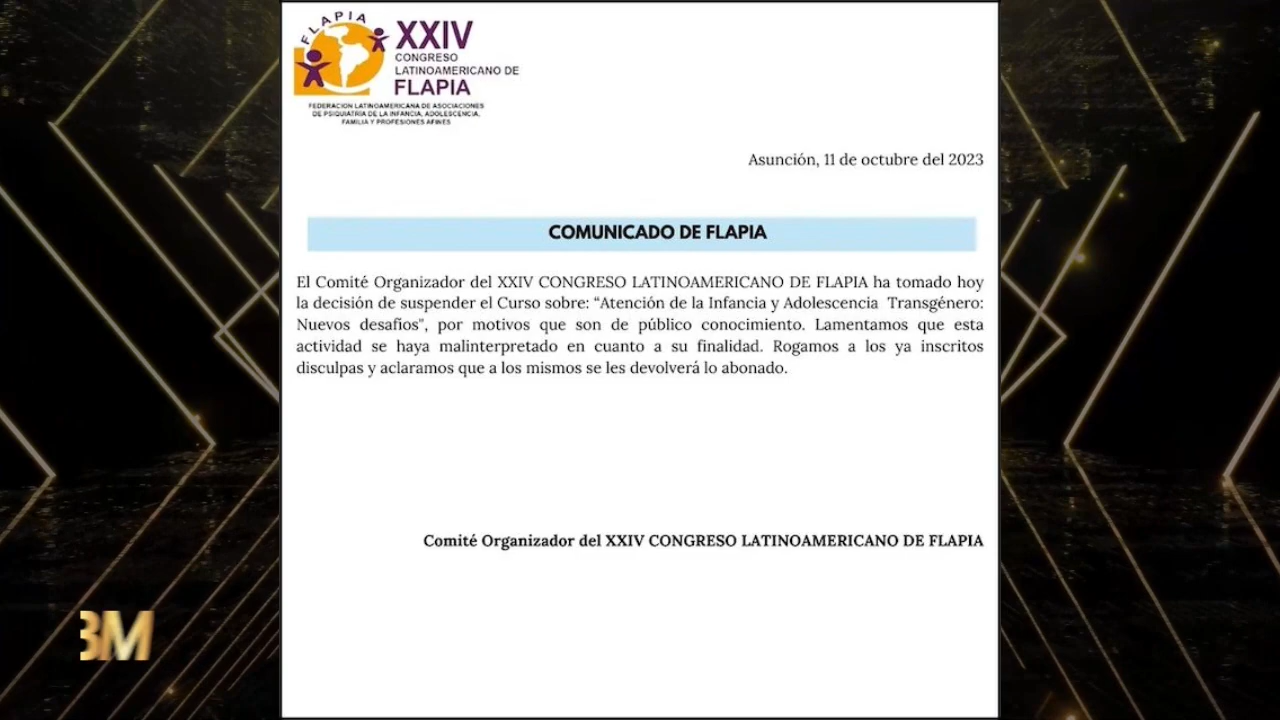 FLAPIA
XXIV
CONGRESO
LATINOAMERICANO DE
FLAPIA
FEDERACION LATINOAMERICANA DE ASOCIACIONES
DE PSIQUIATRIA DE LA INFANCIA, ADOLESCENCIA,
FAMILIA Y PROFESIONES AFINES
Asunción, 11 de octubre del 2023
COMUNICADO DE FLAPIA
El Comité Organizador del XXIV CONGRESO LATINOAMERICANO DE FLAPIA ha tomado hoy
la decisión de suspender el Curso sobre: “Atención de la Infancia y Adolescencia Transgénero:
Nuevos desafíos", por motivos que son de público conocimiento. Lamentamos que esta
actividad se haya malinterpretado en cuanto a su finalidad. Rogamos a los ya inscritos
disculpas y aclaramos que a los mismos se les devolverá lo abonado.
Comité Organizador del XXIV CONGRESO LATINOAMERICANO DE FLAPIA
3M